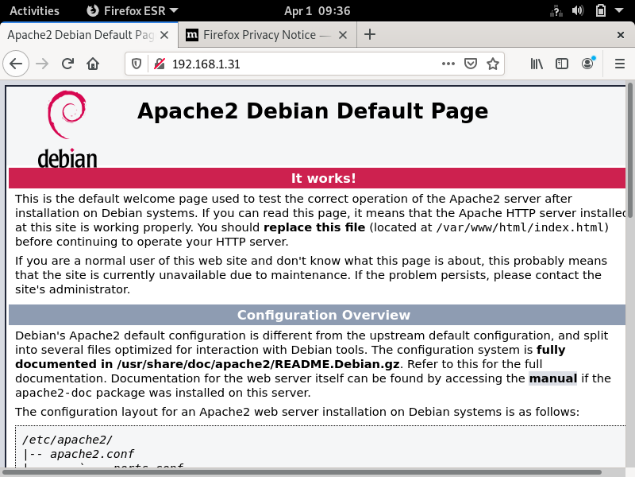 Activities Firefox ESR Apr 1 09:36
Apache2 Debian Default Pag Firefox Privacy Notice —
192.168.1.31
debian
Apache2 Debian Default Page
It works!
This is the default welcome page used to test the correct operation of the Apache2 server after
installation on Debian systems. If you can read this page, it means that the Apache HTTP server installed
at this site is working properly. You should replace this file (located at /var/www/html/index.html)
before continuing to operate your HTTP server.
If you are a normal user of this web site and don't know what this page is about, this probably means
that the site is currently unavailable due to maintenance. If the problem persists, please contact the
site's administrator.
Configuration Overview
Debian's Apache2 default configuration is different from the upstream default configuration, and split
into several files optimized for interaction with Debian tools. The configuration system is fully
documented in /usr/share/doc/apache2/README.Debian.gz. Refer to this for the full
documentation. Documentation for the web server itself can be found by accessing the manual if the
apache2-doc package was installed on this server.
The configuration layout for an Apache2 web server installation on Debian systems is as follows:
/etc/apache2/
|-- apache2.conf